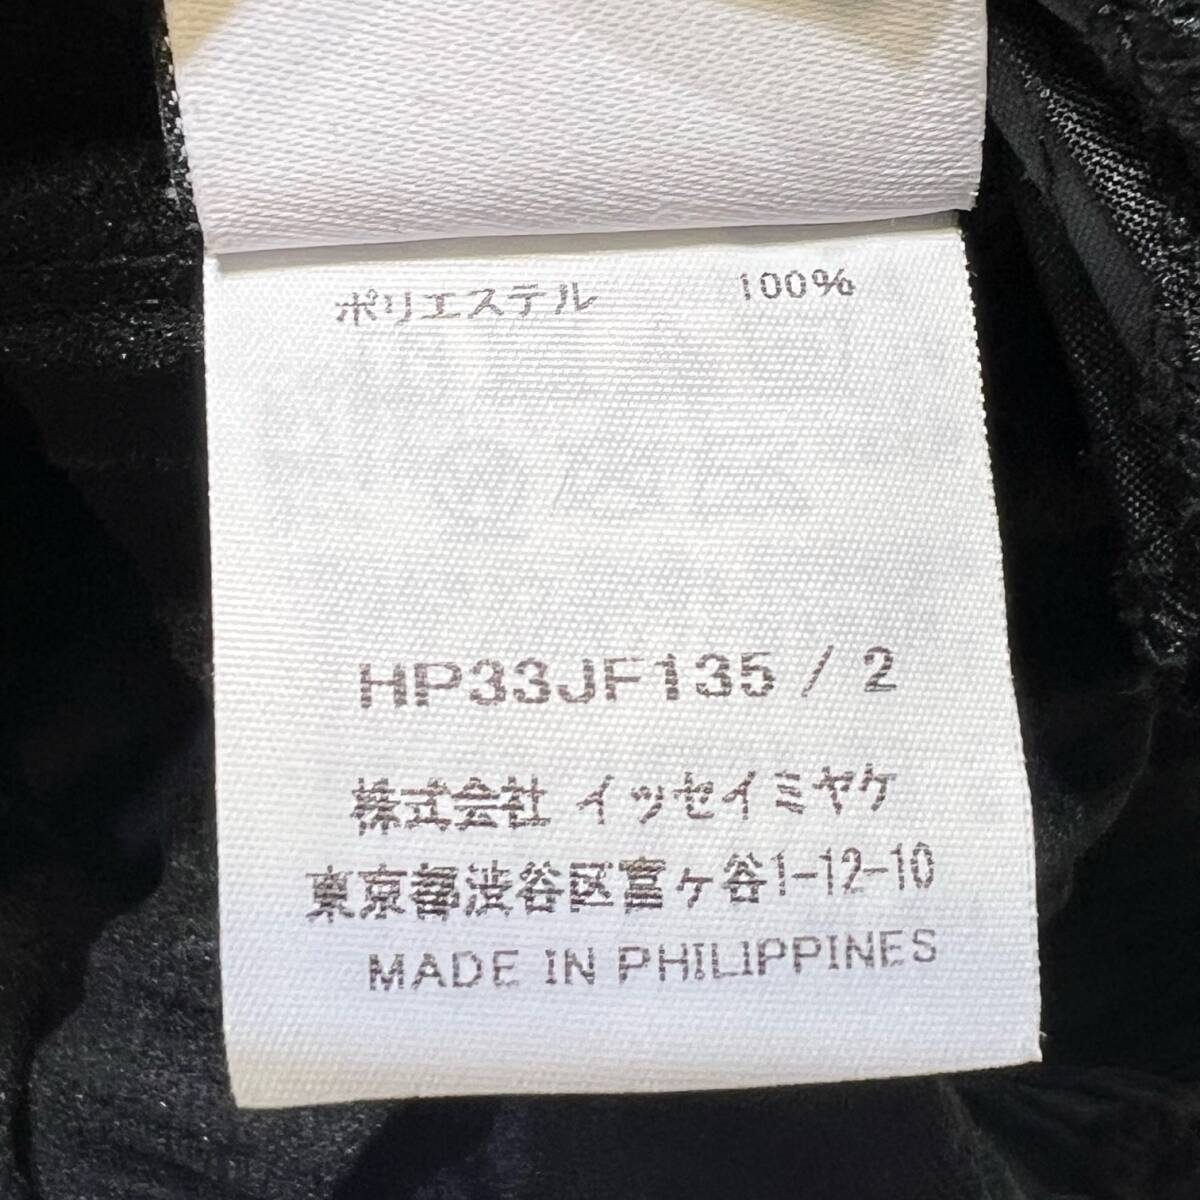 ポリエステル 100%
HP33JF135 / 2
株式会社 イッセイミヤケ
東京都渋谷区富ヶ谷1-12-10
MADE IN PHILIPPINES